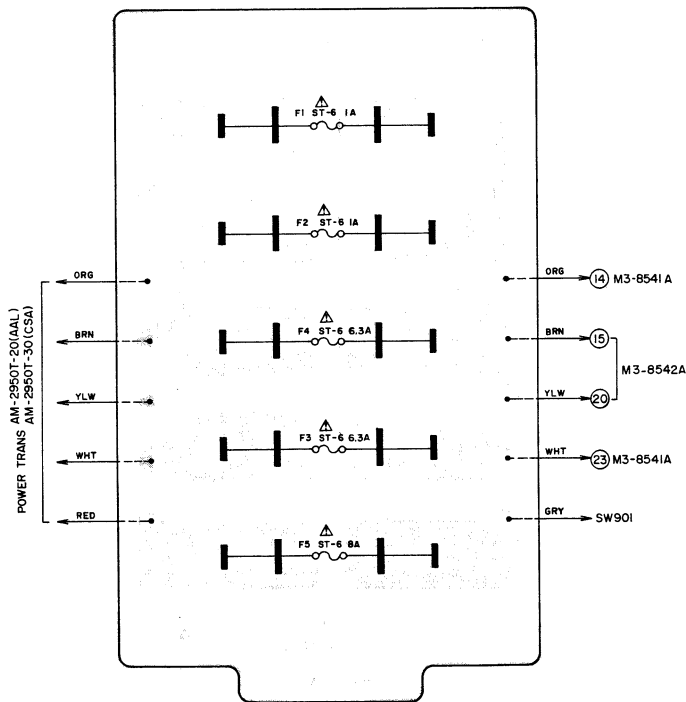 F1 ST-6 1A
F2 ST-6 1A
ORG
ORG
14 M3-8541A
BRN
F4 ST-6 6.3A
BRN
15
M3-8542A
YLW
YLW
20
WHT
F3 ST-6 6.3A
WHT
23 M3-8541A
RED
GRY
SW901
F5 ST-6 8A
POWER TRANS AM-2950T-20(AAL)
AM-2950T-30(CSA)